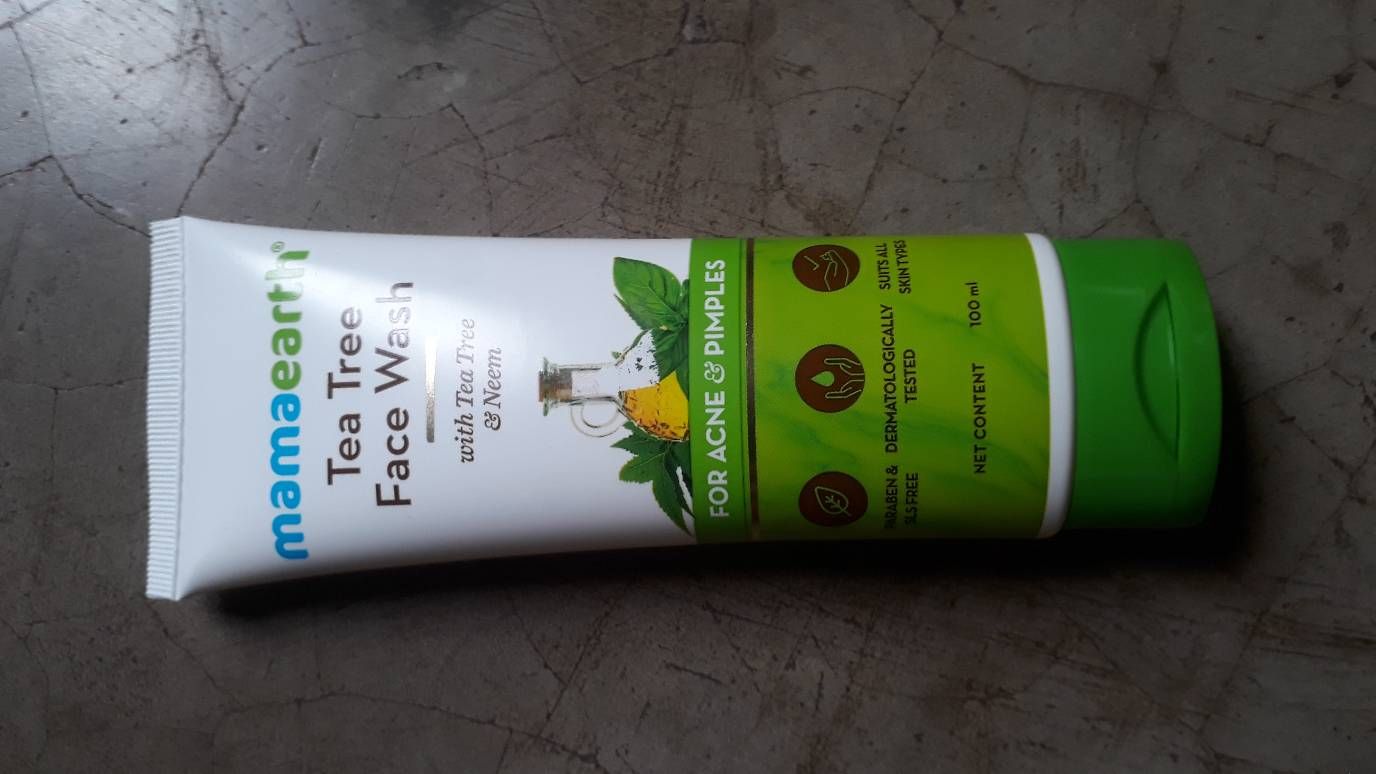 mamaearth®
Tea Tree
Face Wash
with Tea Tree
& Neem
FOR ACNE & PIMPLES
PARABEN &
SLS FREE
DERMATOLOGICALLY
TESTED
SUITS ALL
SKIN TYPES
NET CONTENT 100 ml